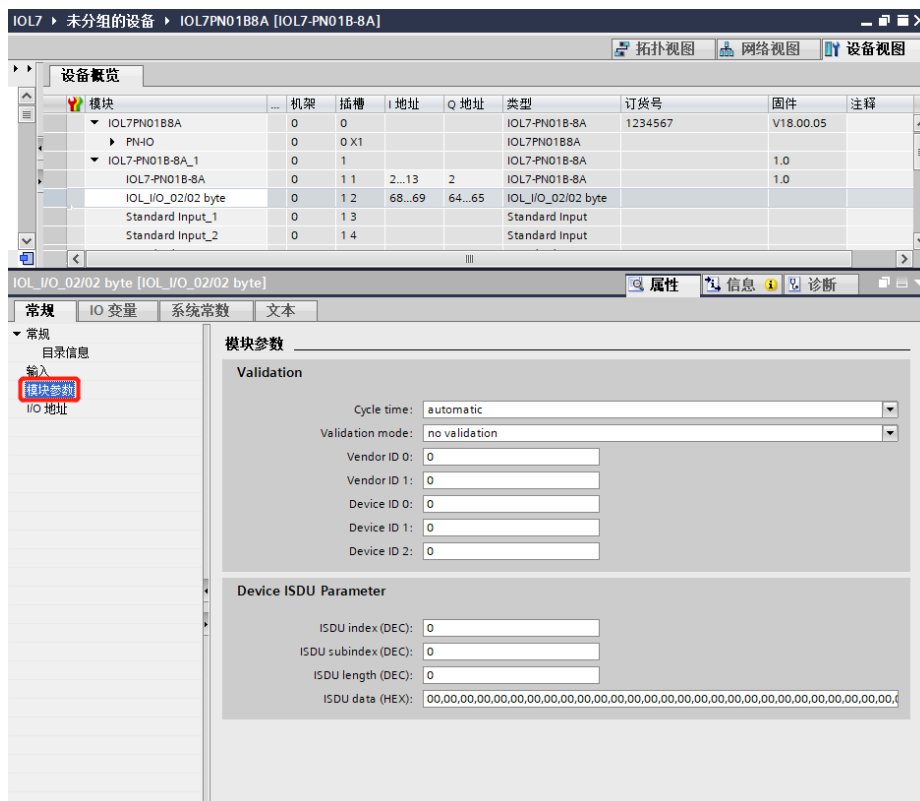 IOL7 ▸ 未分组的设备 ▸ IOL7PN01B8A [IOL7-PN01B-8A]
拓扑视图 网络视图 设备视图
设备概览
模块 ... 机架 插槽 I 地址 Q 地址 类型 订货号 固件 注释
IOL7PN01B8A 0 0 IOL7-PN01B-8A 1234567 V18.00.05
PN-IO 0 0 X1 IOL7PN01B8A
IOL7-PN01B-8A_1 0 1 IOL7-PN01B-8A 1.0
IOL7-PN01B-8A 0 1 1 2...13 2 IOL7-PN01B-8A 1.0
IOL_I/O_02/02 byte 0 1 2 68...69 64...65 IOL_I/O_02/02 byte
Standard Input_1 0 1 3 Standard Input
Standard Input_2 0 1 4 Standard Input
IOL_I/O_02/02 byte [IOL_I/O_02/02 byte] 属性 信息 诊断
常规 IO 变量 系统常数 文本
常规
目录信息
输入
模块参数
I/O 地址
模块参数
Validation
Cycle time: automatic
Validation mode: no validation
Vendor ID 0: 0
Vendor ID 1: 0
Device ID 0: 0
Device ID 1: 0
Device ID 2: 0
Device ISDU Parameter
ISDU index (DEC): 0
ISDU subindex (DEC): 0
ISDU length (DEC): 0
ISDU data (HEX): 00,00,00,00,00,00,00,00,00,00,00,00,00,00,00,00,00,00,00,00,00,00,00,00,00,00,00,00,